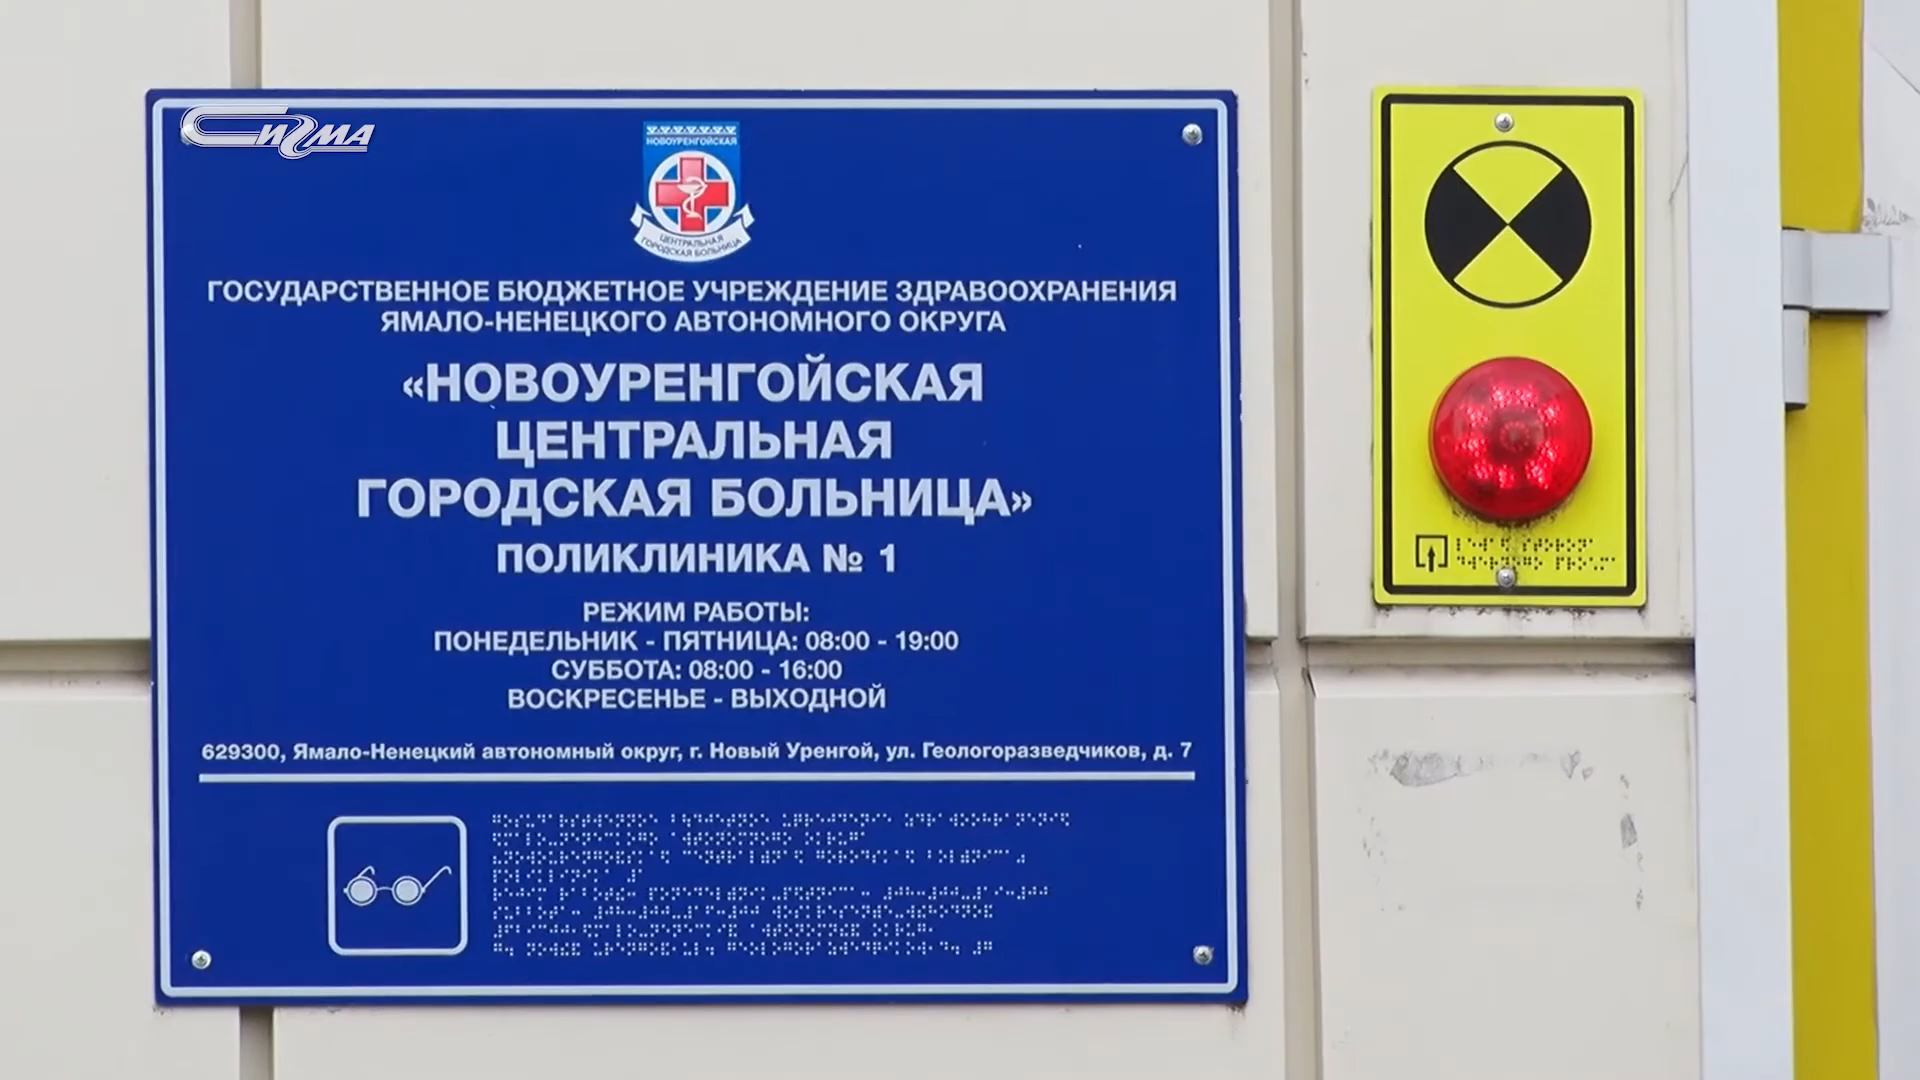 Сигма
НОВОУРЕНГОЙСКАЯ
ЦЕНТРАЛЬНАЯ
ГОРОДСКАЯ БОЛЬНИЦА
ГОСУДАРСТВЕННОЕ БЮДЖЕТНОЕ УЧРЕЖДЕНИЕ ЗДРАВООХРАНЕНИЯ
ЯМАЛО-НЕНЕЦКОГО АВТОНОМНОГО ОКРУГА
«НОВОУРЕНГОЙСКАЯ
ЦЕНТРАЛЬНАЯ
ГОРОДСКАЯ БОЛЬНИЦА»
ПОЛИКЛИНИКА № 1
РЕЖИМ РАБОТЫ:
ПОНЕДЕЛЬНИК - ПЯТНИЦА: 08:00 - 19:00
СУББОТА: 08:00 - 16:00
ВОСКРЕСЕНЬЕ - ВЫХОДНОЙ
629300, Ямало-Ненецкий автономный округ, г. Новый Уренгой, ул. Геологоразведчиков, д. 7